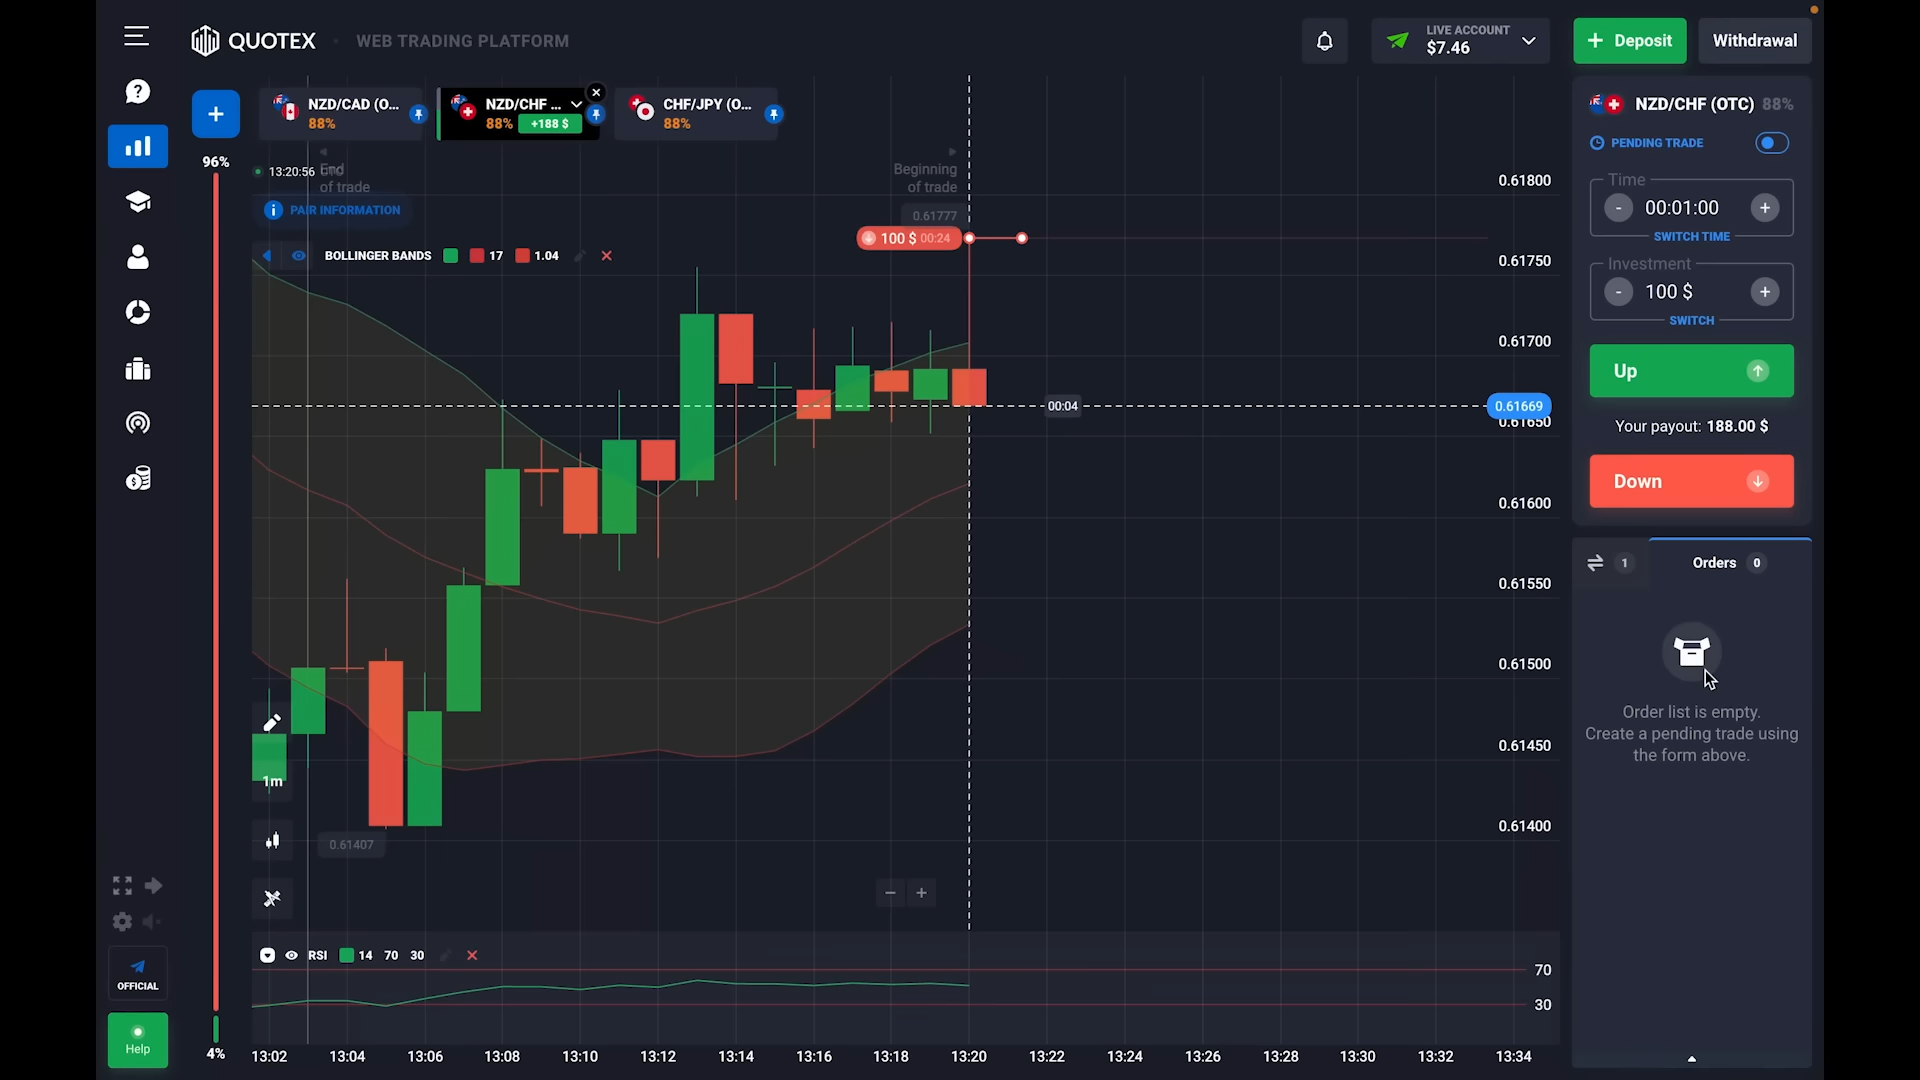 QUOTEX
WEB TRADING PLATFORM
LIVE ACCOUNT
$7.46
+ Deposit
Withdrawal
NZD/CAD (O...
88%
NZD/CHF ...
88%
+188 $
CHF/JPY (O...
88%
96%
13:20:56
End
of trade
Beginning
of trade
PAIR INFORMATION
0.61777
100 $ 00:24
BOLLINGER BANDS 17 1.04
0.61800
0.61750
0.61700
00:04
0.61669
0.61650
0.61600
0.61550
0.61500
0.61450
0.61400
1m
0.61407
RSI 14 70 30
70
30
4%
13:02 13:04 13:06 13:08 13:10 13:12 13:14 13:16 13:18 13:20 13:22 13:24 13:26 13:28 13:30 13:32 13:34
OFFICIAL
Help
NZD/CHF (OTC) 88%
PENDING TRADE
Time
- 00:01:00 +
SWITCH TIME
Investment
- 100 $ +
SWITCH
Up
Your payout: 188.00 $
Down
1
Orders 0
Order list is empty.
Create a pending trade using
the form above.